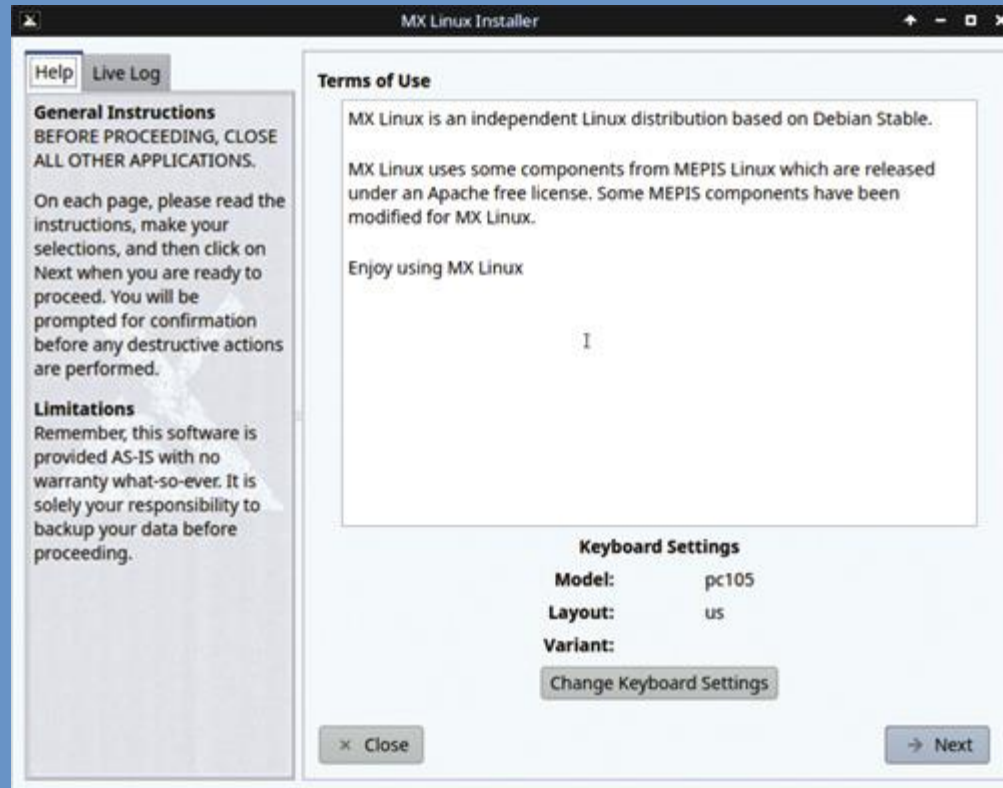 MX Linux Installer
Help
Live Log
General Instructions
BEFORE PROCEEDING, CLOSE
ALL OTHER APPLICATIONS.
On each page, please read the
instructions, make your
selections, and then click on
Next when you are ready to
proceed. You will be
prompted for confirmation
before any destructive actions
are performed.
Limitations
Remember, this software is
provided AS-IS with no
warranty what-so-ever. It is
solely your responsibility to
backup your data before
proceeding.
Terms of Use
MX Linux is an independent Linux distribution based on Debian Stable.
MX Linux uses some components from MEPIS Linux which are released
under an Apache free license. Some MEPIS components have been
modified for MX Linux.
Enjoy using MX Linux
Keyboard Settings
Model: pc105
Layout: us
Variant:
Change Keyboard Settings
Close
Next